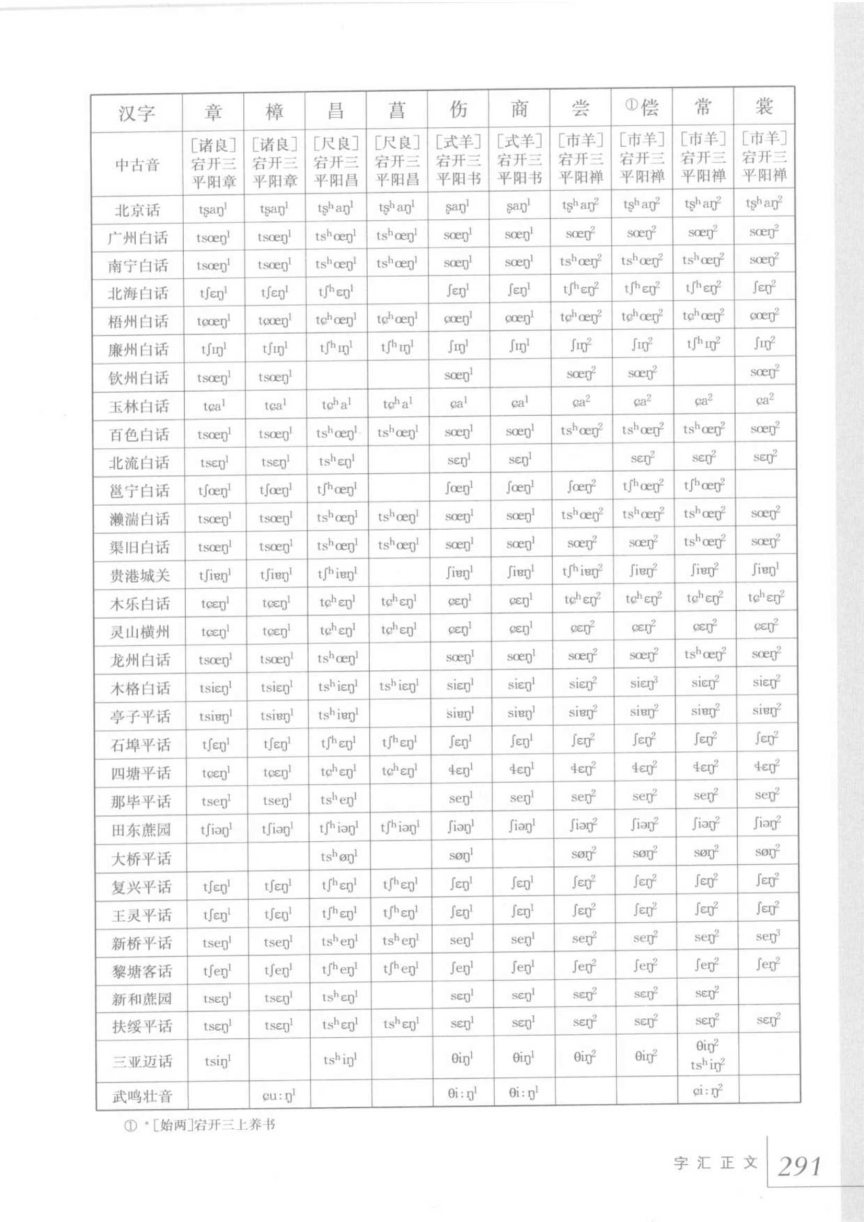 汉字 章 樟 昌 菖 伤 商 尝 ①偿 常 裳
中古音 [诸良]宕开三平阳章 [诸良]宕开三平阳章 [尺良]宕开三平阳昌 [尺良]宕开三平阳昌 [式羊]宕开三平阳书 [式羊]宕开三平阳书 [市羊]宕开三平阳禅 [市羊]宕开三平阳禅 [市羊]宕开三平阳禅 [市羊]宕开三平阳禅
北京话 tʂaŋ¹ tʂaŋ¹ tʂʰaŋ¹ tʂʰaŋ¹ ʂaŋ¹ ʂaŋ¹ tʂʰaŋ² tʂʰaŋ² tʂʰaŋ² tʂʰaŋ²
广州白话 tsœŋ¹ tsœŋ¹ tsʰœŋ¹ tsʰœŋ¹ sœŋ¹ sœŋ¹ sœŋ² sœŋ² sœŋ² sœŋ²
南宁白话 tsœŋ¹ tsœŋ¹ tsʰœŋ¹ tsʰœŋ¹ sœŋ¹ sœŋ¹ tsʰœŋ² tsʰœŋ² tsʰœŋ² sœŋ²
北海白话 tʃɛŋ¹ tʃɛŋ¹ tʃʰɛŋ¹ ʃɛŋ¹ ʃɛŋ¹ tʃʰɛŋ² tʃʰɛŋ² tʃʰɛŋ² ʃɛŋ²
梧州白话 tɕœŋ¹ tɕœŋ¹ tɕʰœŋ¹ tɕʰœŋ¹ ɕœŋ¹ ɕœŋ¹ tɕʰœŋ² tɕʰœŋ² tɕʰœŋ² ɕœŋ²
廉州白话 tʃɪŋ¹ tʃɪŋ¹ tʃʰɪŋ¹ tʃʰɪŋ¹ ʃɪŋ¹ ʃɪŋ¹ ʃɪŋ² ʃɪŋ² tʃʰɪŋ² ʃɪŋ²
钦州白话 tsœŋ¹ tsœŋ¹ sœŋ¹ sœŋ² sœŋ² sœŋ²
玉林白话 tɕa¹ tɕa¹ tɕʰa¹ tɕʰa¹ ɕa¹ ɕa¹ ɕa² ɕa² ɕa² ɕa²
百色白话 tsœŋ¹ tsœŋ¹ tsʰœŋ¹ tsʰœŋ¹ sœŋ¹ sœŋ¹ tsʰœŋ² tsʰœŋ² tsʰœŋ² sœŋ²
北流白话 tsɛŋ¹ tsɛŋ¹ tsʰɛŋ¹ sɛŋ¹ sɛŋ¹ sɛŋ² sɛŋ² sɛŋ²
邕宁白话 tʃœŋ¹ tʃœŋ¹ tʃʰœŋ¹ ʃœŋ¹ ʃœŋ¹ ʃœŋ² tʃʰœŋ² tʃʰœŋ²
濑湍白话 tsœŋ¹ tsœŋ¹ tsʰœŋ¹ tsʰœŋ¹ sœŋ¹ sœŋ¹ tsʰœŋ² tsʰœŋ² tsʰœŋ² sœŋ²
渠旧白话 tsœŋ¹ tsœŋ¹ tsʰœŋ¹ tsʰœŋ¹ sœŋ¹ sœŋ¹ sœŋ² sœŋ² tsʰœŋ² sœŋ²
贵港城关 tʃiɐŋ¹ tʃiɐŋ¹ tʃʰiɐŋ¹ ʃiɐŋ¹ ʃiɐŋ¹ tʃʰiɐŋ² ʃiɐŋ² ʃiɐŋ² ʃiɐŋ¹
木乐白话 tɕɛŋ¹ tɕɛŋ¹ tɕʰɛŋ¹ tɕʰɛŋ¹ ɕɛŋ¹ ɕɛŋ¹ tɕʰɛŋ² tɕʰɛŋ² tɕʰɛŋ² tɕʰɛŋ²
灵山横州 tɕɛŋ¹ tɕɛŋ¹ tɕʰɛŋ¹ tɕʰɛŋ¹ ɕɛŋ¹ ɕɛŋ¹ ɕɛŋ² ɕɛŋ² ɕɛŋ² ɕɛŋ²
龙州白话 tsœŋ¹ tsœŋ¹ tsʰœŋ¹ sœŋ¹ sœŋ¹ sœŋ² sœŋ² tsʰœŋ² sœŋ²
木格白话 tsiɛŋ¹ tsiɛŋ¹ tsʰiɛŋ¹ tsʰiɛŋ¹ siɛŋ¹ siɛŋ¹ siɛŋ² siɛŋ³ siɛŋ² siɛŋ²
亭子平话 tsiɐŋ¹ tsiɐŋ¹ tsʰiɐŋ¹ siɐŋ¹ siɐŋ¹ siɐŋ² siɐŋ² siɐŋ² siɐŋ²
石埠平话 tʃɛŋ¹ tʃɛŋ¹ tʃʰɛŋ¹ tʃʰɛŋ¹ ʃɛŋ¹ ʃɛŋ¹ ʃɛŋ² ʃɛŋ² ʃɛŋ² ʃɛŋ²
四塘平话 tɕɛŋ¹ tɕɛŋ¹ tɕʰɛŋ¹ tɕʰɛŋ¹ ɬɛŋ¹ ɬɛŋ¹ ɬɛŋ² ɬɛŋ² ɬɛŋ² ɬɛŋ²
那毕平话 tseŋ¹ tseŋ¹ tsʰeŋ¹ seŋ¹ seŋ¹ seŋ² seŋ² seŋ² seŋ²
田东蔗园 tʃiəŋ¹ tʃiəŋ¹ tʃʰiəŋ¹ tʃʰiəŋ¹ ʃiəŋ¹ ʃiəŋ¹ ʃiəŋ² ʃiəŋ² ʃiəŋ² ʃiəŋ²
大桥平话 tsʰøŋ¹ søŋ¹ søŋ² søŋ² søŋ² søŋ²
复兴平话 tʃɛŋ¹ tʃɛŋ¹ tʃʰɛŋ¹ tʃʰɛŋ¹ ʃɛŋ¹ ʃɛŋ¹ ʃɛŋ² ʃɛŋ² ʃɛŋ² ʃɛŋ²
王灵平话 tʃɛŋ¹ tʃɛŋ¹ tʃʰɛŋ¹ tʃʰɛŋ¹ ʃɛŋ¹ ʃɛŋ¹ ʃɛŋ² ʃɛŋ² ʃɛŋ² ʃɛŋ²
新桥平话 tseŋ¹ tseŋ¹ tsʰeŋ¹ tsʰeŋ¹ seŋ¹ seŋ¹ seŋ² seŋ² seŋ² seŋ³
黎塘客话 tʃeŋ¹ tʃeŋ¹ tʃʰeŋ¹ tʃʰeŋ¹ ʃeŋ¹ ʃeŋ¹ ʃeŋ² ʃeŋ² ʃeŋ² ʃeŋ²
新和蔗园 tsɛŋ¹ tsɛŋ¹ tsʰɛŋ¹ sɛŋ¹ sɛŋ¹ sɛŋ² sɛŋ² sɛŋ²
扶绥平话 tsɛŋ¹ tsɛŋ¹ tsʰɛŋ¹ tsʰɛŋ¹ sɛŋ¹ sɛŋ¹ sɛŋ² sɛŋ² sɛŋ² sɛŋ²
三亚迈话 tsiŋ¹ tsʰiŋ¹ θiŋ¹ θiŋ¹ θiŋ² θiŋ² θiŋ² tsʰiŋ²
武鸣壮音 ɕu:ŋ¹ θi:ŋ¹ θi:ŋ¹ ɕi:ŋ²
① *[始两]宕开三上养书
字汇正文 291